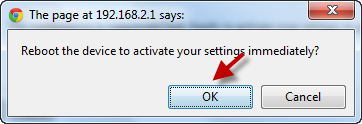 The page at 192.168.2.1 says:
Reboot the device to activate your settings immediately?
OK
Cancel